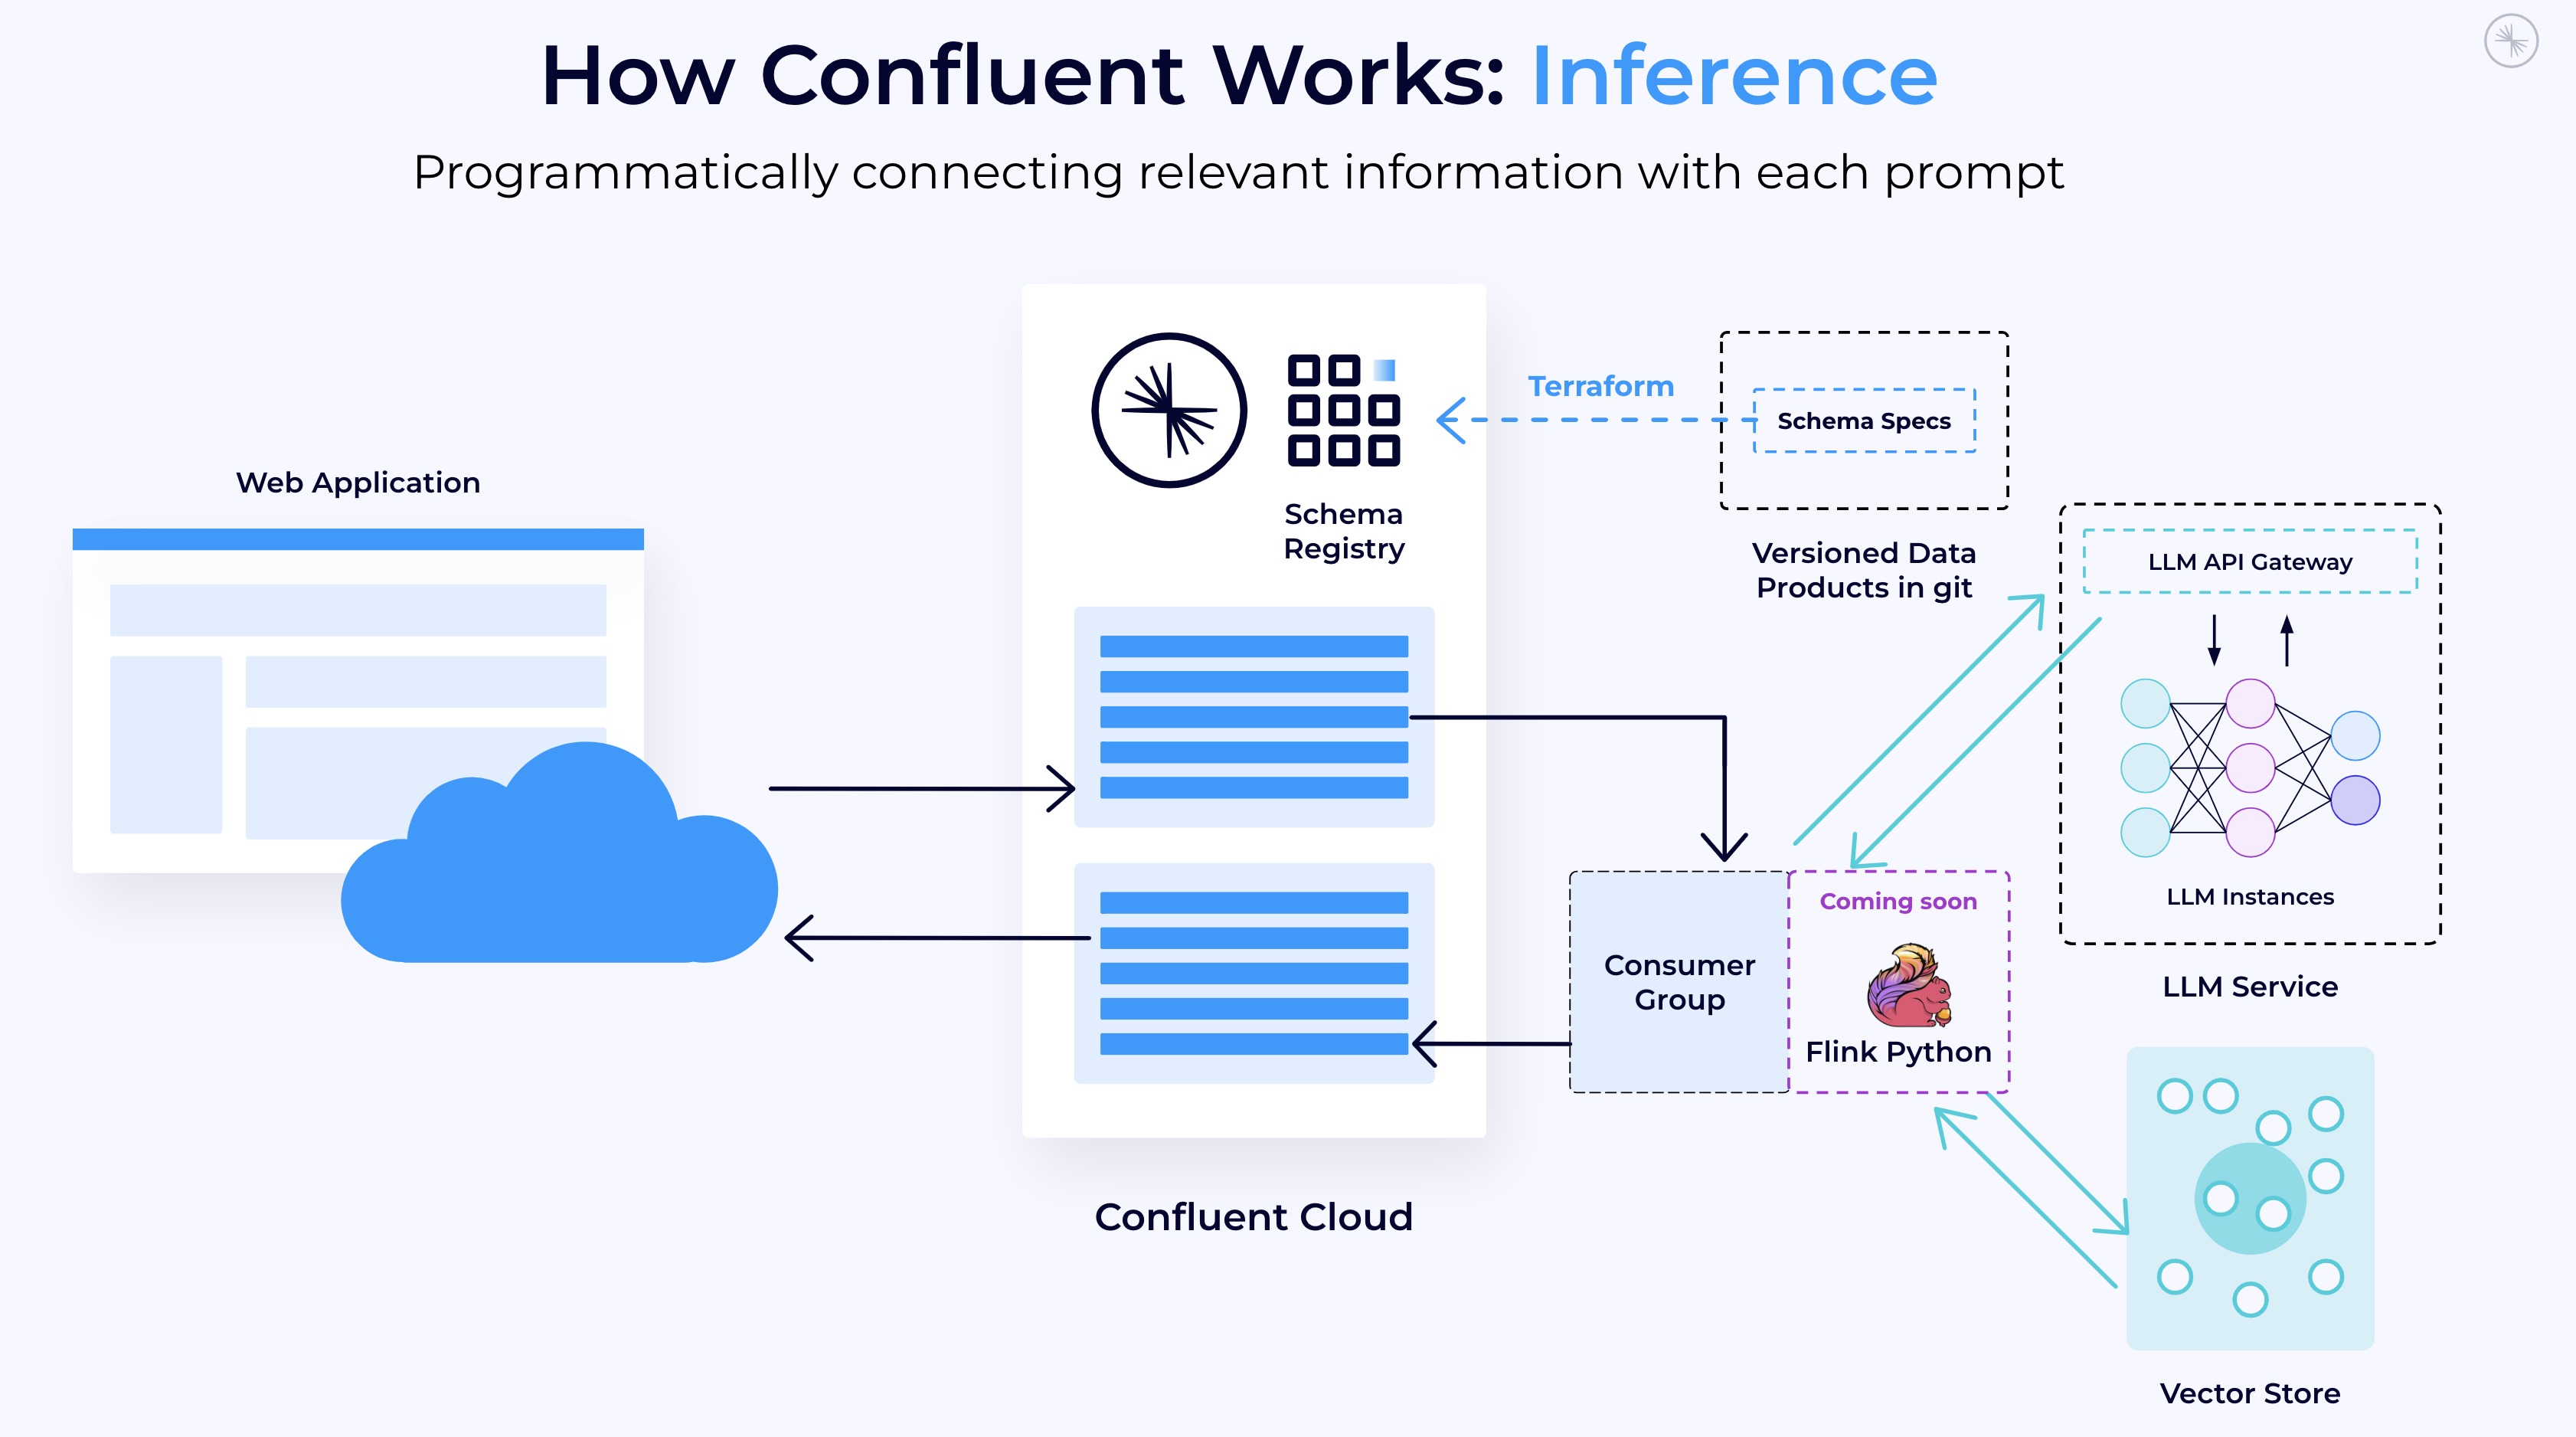 How Confluent Works: Inference
Programmatically connecting relevant information with each prompt
Web Application
Schema
Registry
Terraform
Schema Specs
Versioned Data
Products in git
LLM API Gateway
LLM Instances
LLM Service
Consumer
Group
Coming soon
Flink Python
Confluent Cloud
Vector Store